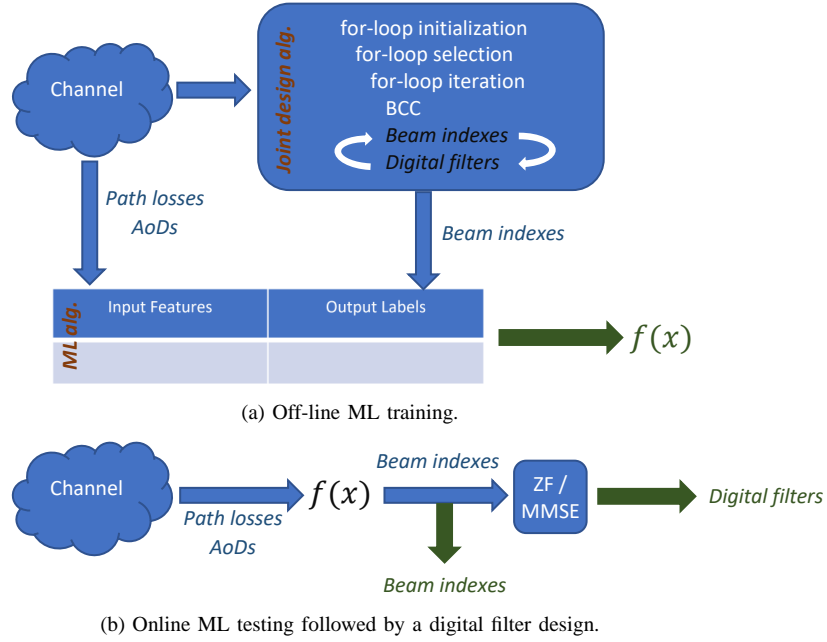 Channel
Joint design alg.
for-loop initialization
for-loop selection
for-loop iteration
BCC
Beam indexes
Digital filters
Path losses
AoDs
Beam indexes
ML alg.
Input Features
Output Labels
f(x)
(a) Off-line ML training.
Channel
Path losses
AoDs
f(x)
Beam indexes
Beam indexes
ZF /
MMSE
Digital filters
(b) Online ML testing followed by a digital filter design.